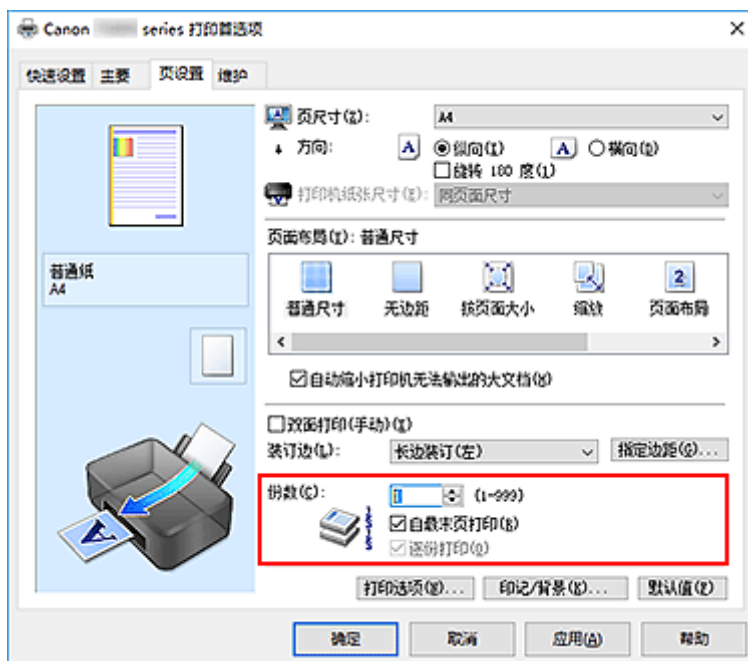 Canon series 打印首选项
快速设置 主要 页设置 维护
页尺寸(Z): A4
方向: A 纵向(I) A 横向(D)
旋转 180 度(1)
打印机纸张尺寸(E): 同页面尺寸
页面布局(T): 普通尺寸
普通纸
A4
普通尺寸 无边距 按页面大小 缩放 页面布局
自动缩小打印机无法输出的大文档(8)
双面打印(手动)(X)
装订边(L): 长边装订(左) 指定边距(G)...
份数(C): 1 (1-999)
自最末页打印(R)
逐份打印(O)
打印选项(W)... 印记/背景(K)... 默认值(F)
确定 取消 应用(A) 帮助